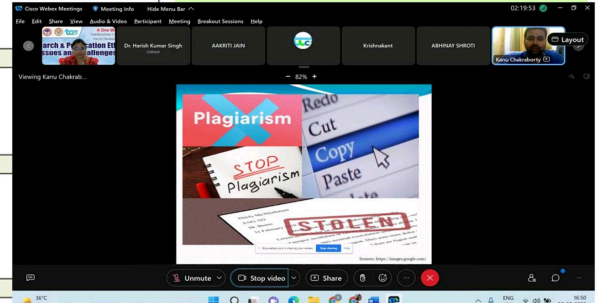 Cisco Webex Meetings
Meeting Info
Hide Menu Bar
02:19:53
File Edit Share View Audio & Video Participant Meeting Breakout Sessions Help
Dr. Harish Kumar Singh
AAKRITI JAIN
Krishnakant
ABHINAY SHROTI
Kanu Chakraborty
Layout
Viewing Kanu Chakrab...
82%
Plagiarism
Redo
Cut
Copy
Paste
STOP
Plagiarism
STOLEN
Sources: https://images.google.com/
Stop sharing
Unmute
Stop video
Share
36°C
ENG
16:50